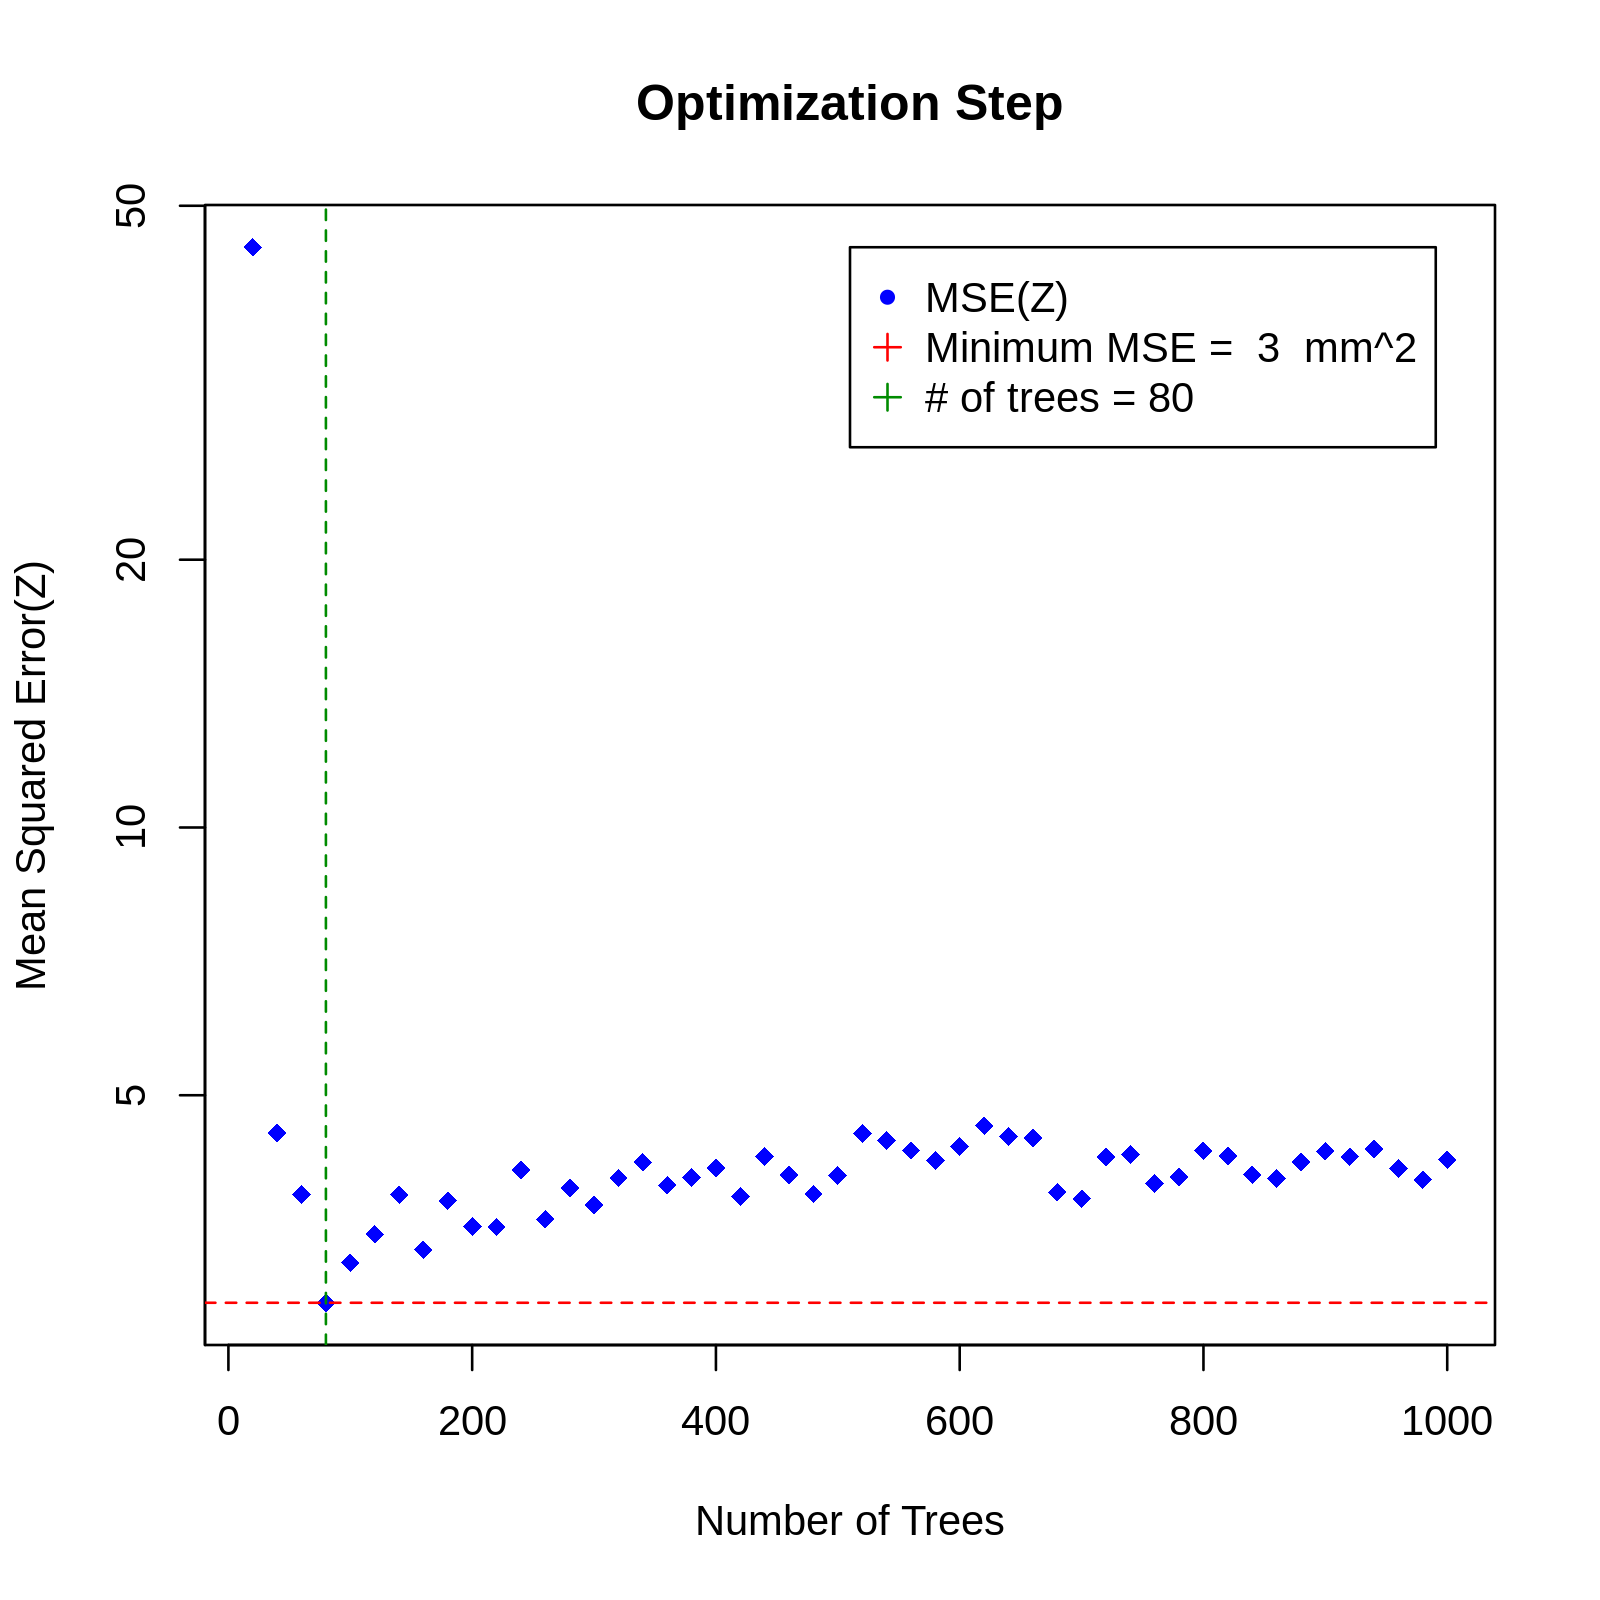 Optimization Step
50
20
10
5
Mean Squared Error(Z)
MSE(Z)
Minimum MSE =  3  mm^2
# of trees = 80
0 200 400 600 800 1000
Number of Trees